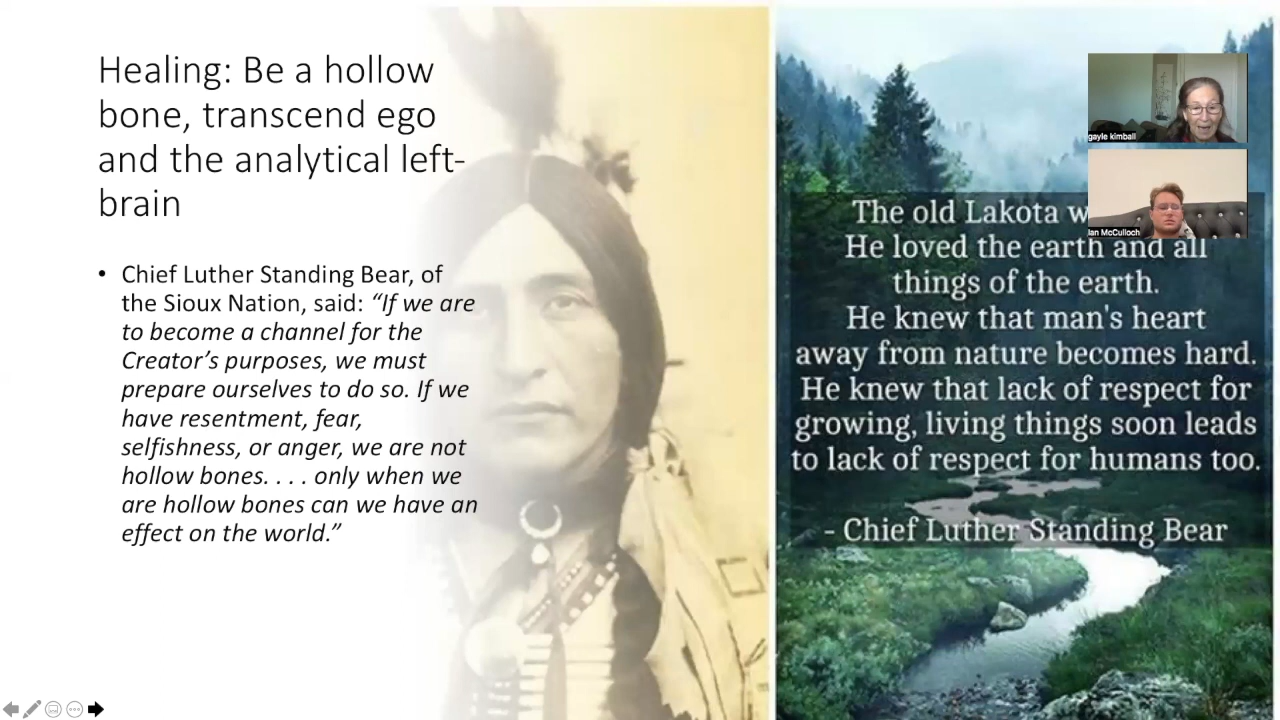 Healing: Be a hollow
bone, transcend ego
and the analytical left-
brain
• Chief Luther Standing Bear, of
the Sioux Nation, said: “If we are
to become a channel for the
Creator’s purposes, we must
prepare ourselves to do so. If we
have resentment, fear,
selfishness, or anger, we are not
hollow bones. . . . only when we
are hollow bones can we have an
effect on the world.”
gayle kimball
Ian McCulloch
The old Lakota
He loved the earth and all
things of the earth.
He knew that man's heart
away from nature becomes hard.
He knew that lack of respect for
growing, living things soon leads
to lack of respect for humans too.
- Chief Luther Standing Bear